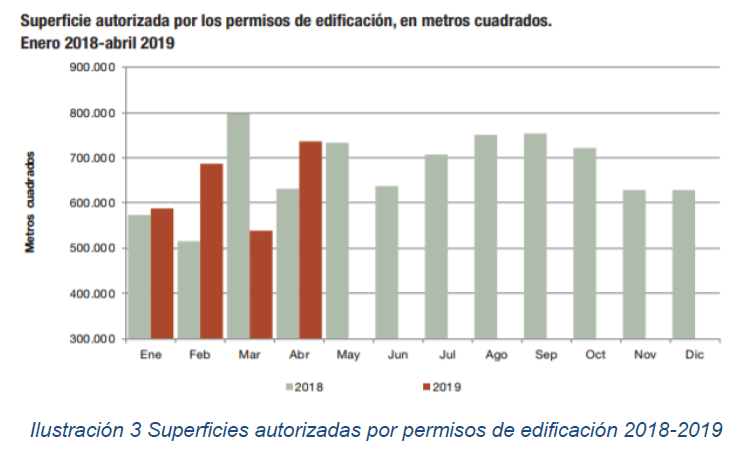 Superficie autorizada por los permisos de edificación, en metros cuadrados.
Enero 2018-abril 2019
900.000
800.000
700.000
600.000
500.000
400.000
300.000
Metros cuadrados
Ene Feb Mar Abr May Jun Jul Ago Sep Oct Nov Dic
2018 2019
Ilustración 3 Superficies autorizadas por permisos de edificación 2018-2019